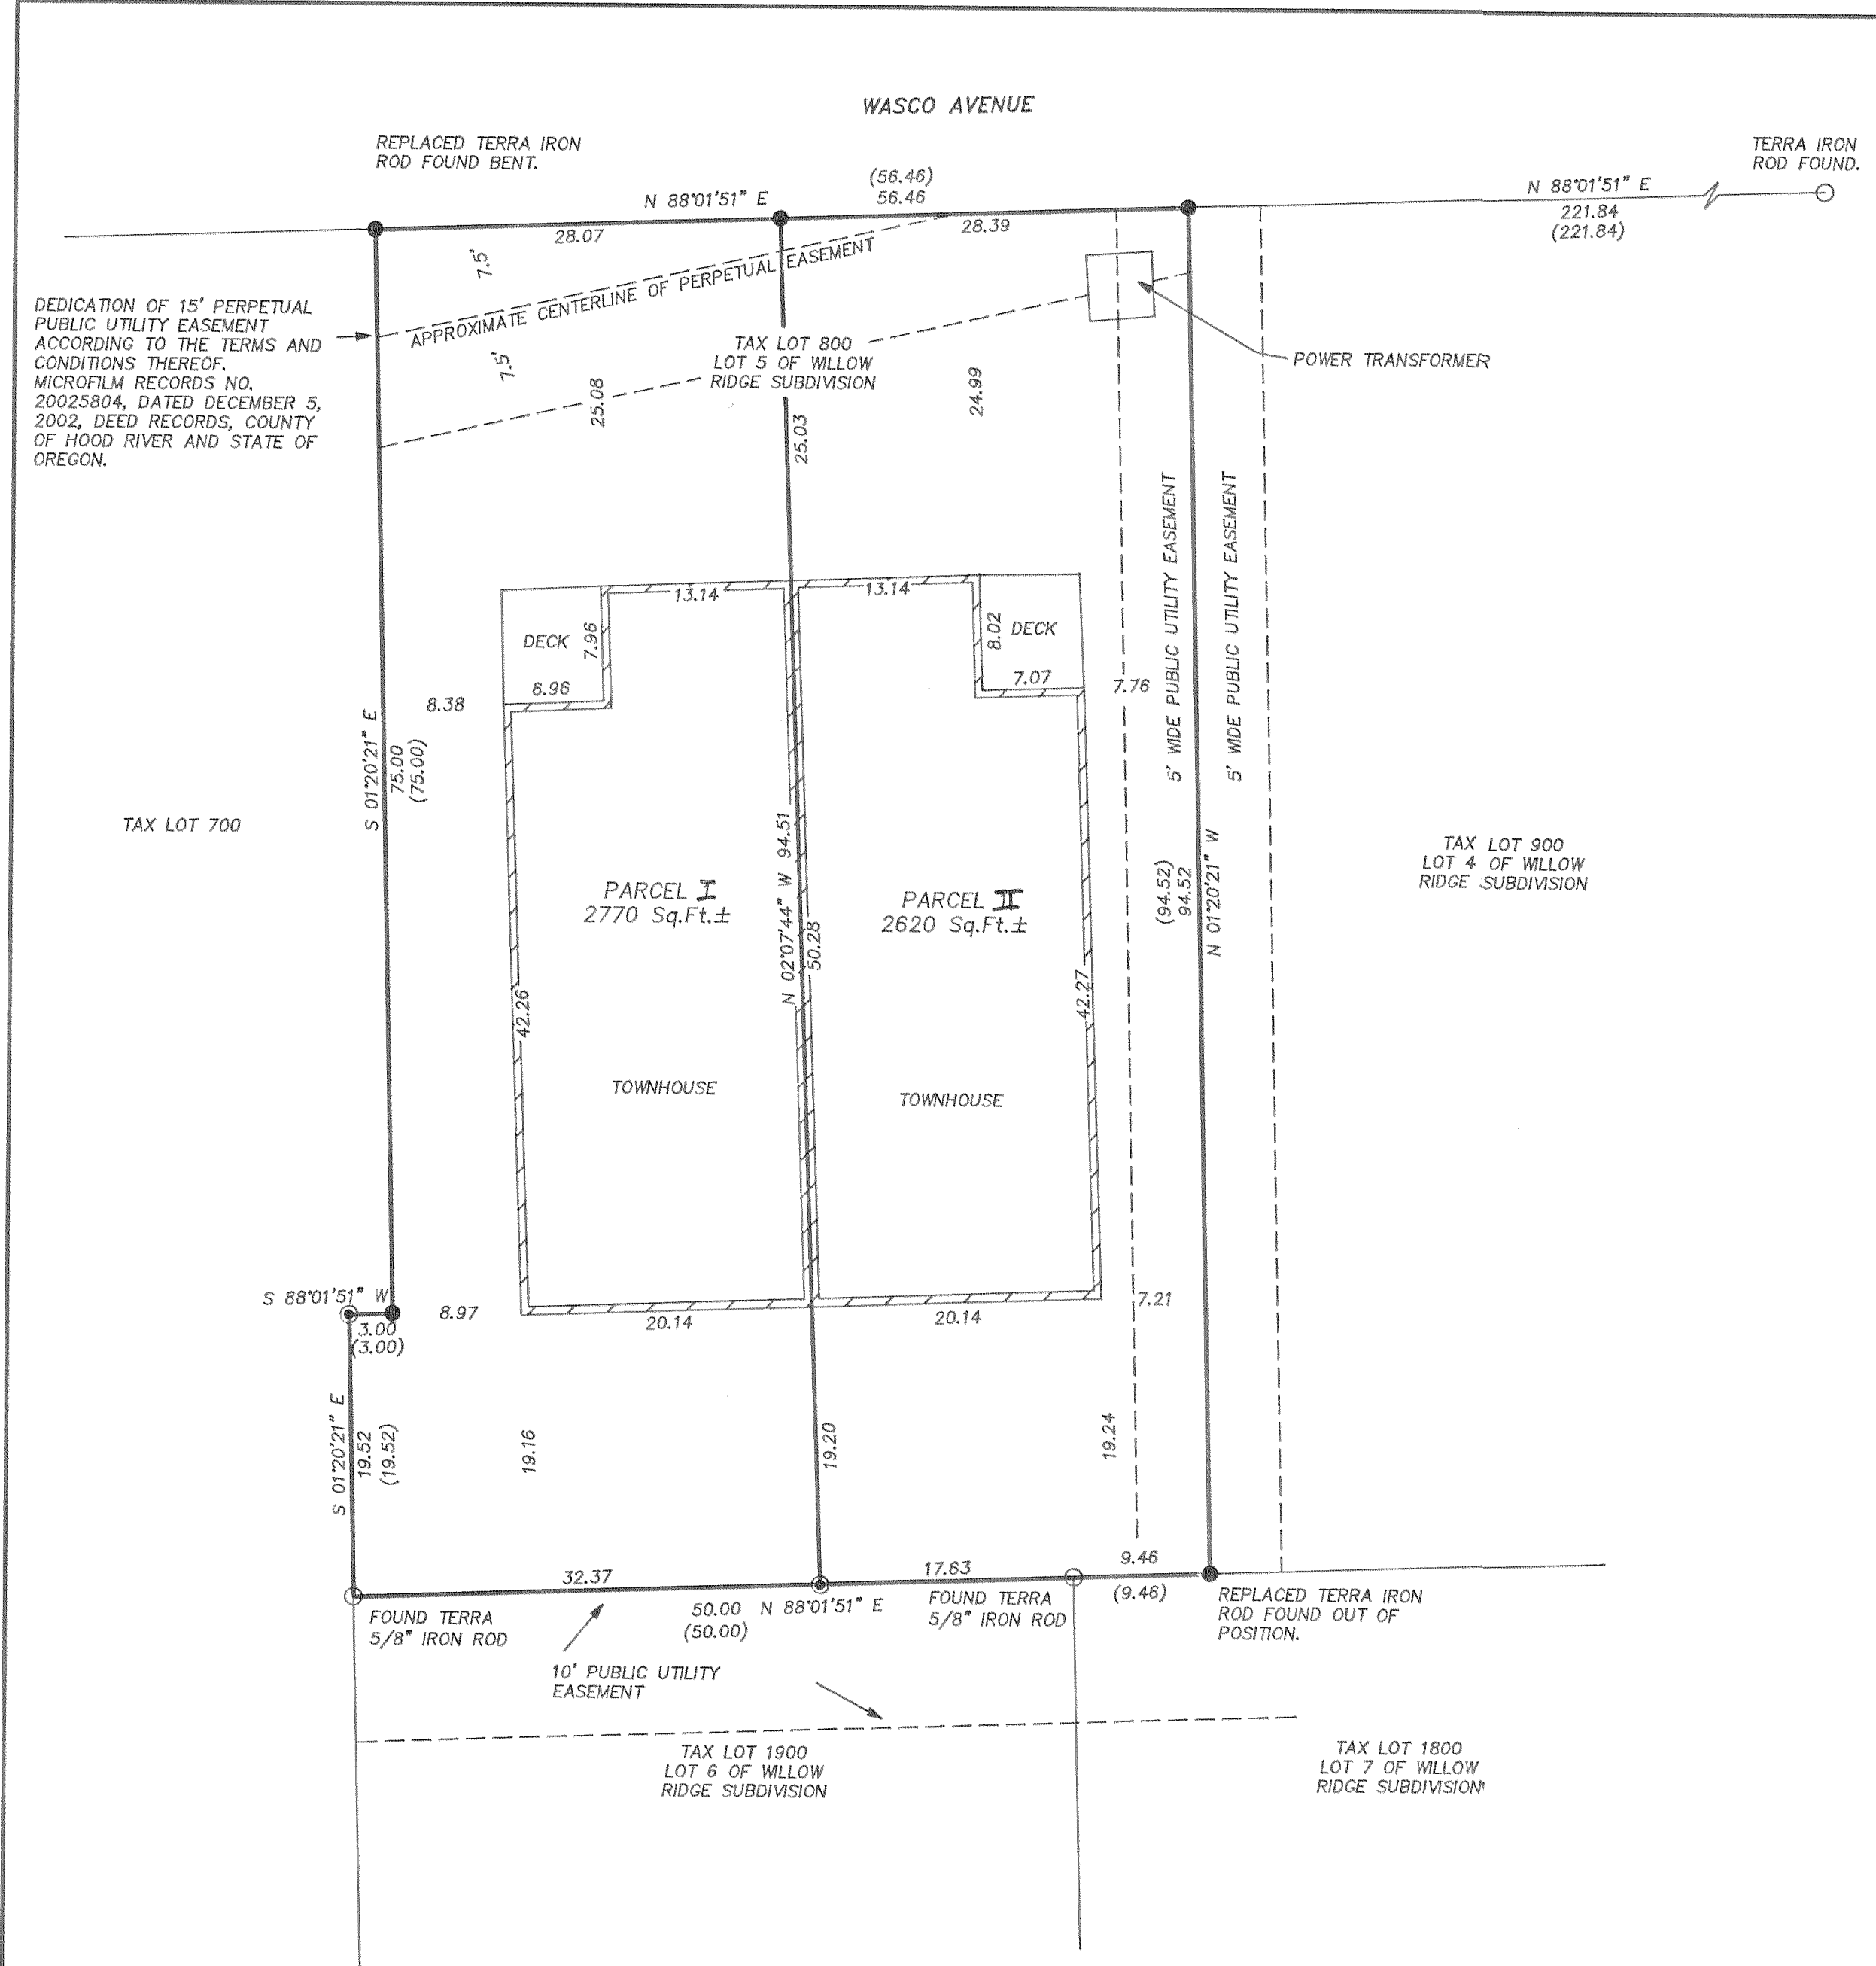 WASCO AVENUE
REPLACED TERRA IRON
ROD FOUND BENT.
TERRA IRON
ROD FOUND.
N 88°01'51" E
(56.46)
56.46
N 88°01'51" E
221.84
(221.84)
28.07
28.39
7.5'
APPROXIMATE CENTERLINE OF PERPETUAL EASEMENT
7.5'
DEDICATION OF 15' PERPETUAL
PUBLIC UTILITY EASEMENT
ACCORDING TO THE TERMS AND
CONDITIONS THEREOF.
MICROFILM RECORDS NO.
20025804, DATED DECEMBER 5,
2002, DEED RECORDS, COUNTY
OF HOOD RIVER AND STATE OF
OREGON.
TAX LOT 800
LOT 5 OF WILLOW
RIDGE SUBDIVISION
POWER TRANSFORMER
25.08
25.03
24.99
5' WIDE PUBLIC UTILITY EASEMENT
5' WIDE PUBLIC UTILITY EASEMENT
13.14
13.14
DECK
7.96
6.96
8.02
DECK
7.07
7.76
8.38
S 01°20'21" E
75.00
(75.00)
TAX LOT 700
N 02°07'44" W 94.51
50.28
PARCEL I
2770 Sq.Ft.±
PARCEL II
2620 Sq.Ft.±
(94.52)
94.52
N 01°20'21" W
TAX LOT 900
LOT 4 OF WILLOW
RIDGE SUBDIVISION
42.26
42.27
TOWNHOUSE
TOWNHOUSE
S 88°01'51" W
3.00
(3.00)
8.97
20.14
20.14
7.21
S 01°20'21" E
19.52
(19.52)
19.16
19.20
19.24
32.37
17.63
9.46
(9.46)
FOUND TERRA
5/8" IRON ROD
50.00 N 88°01'51" E
(50.00)
FOUND TERRA
5/8" IRON ROD
REPLACED TERRA IRON
ROD FOUND OUT OF
POSITION.
10' PUBLIC UTILITY
EASEMENT
TAX LOT 1900
LOT 6 OF WILLOW
RIDGE SUBDIVISION
TAX LOT 1800
LOT 7 OF WILLOW
RIDGE SUBDIVISION